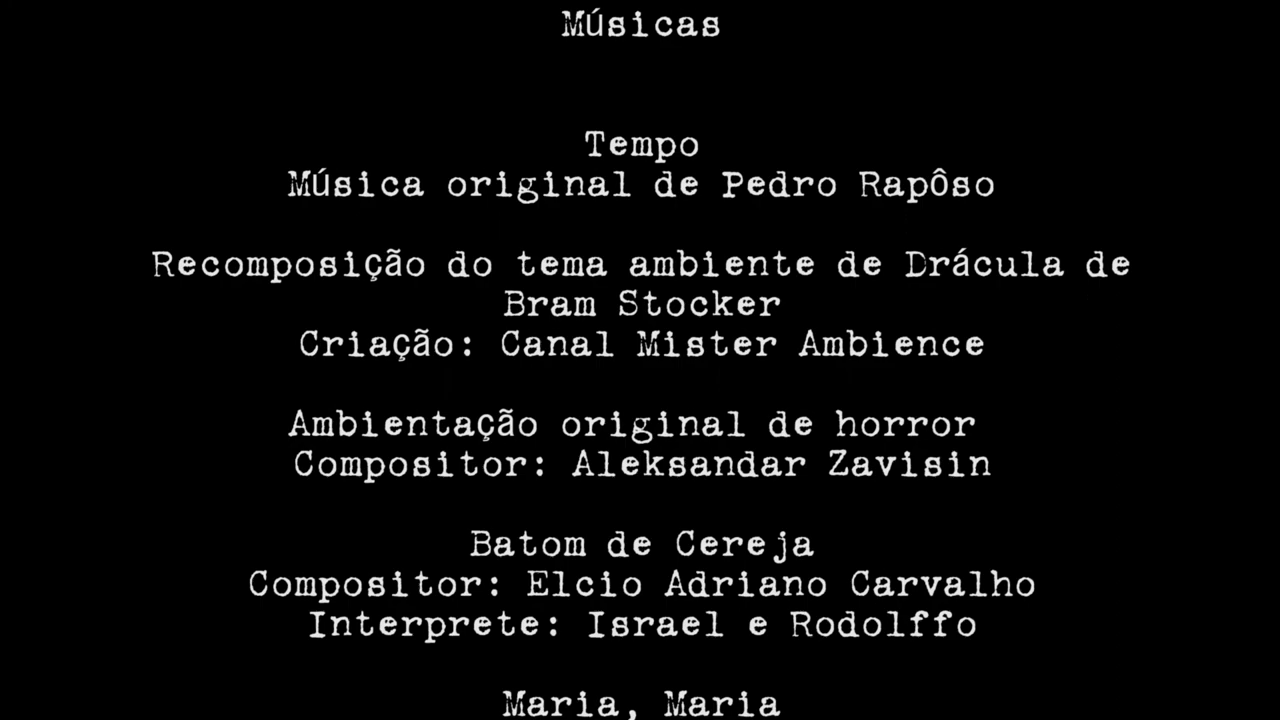 Músicas
Tempo
Música original de Pedro Rapôso
Recomposição do tema ambiente de Drácula de
Bram Stocker
Criação: Canal Mister Ambience
Ambientação original de horror
Compositor: Aleksandar Zavisin
Batom de Cereja
Compositor: Elcio Adriano Carvalho
Interprete: Israel e Rodolffo
Maria, Maria